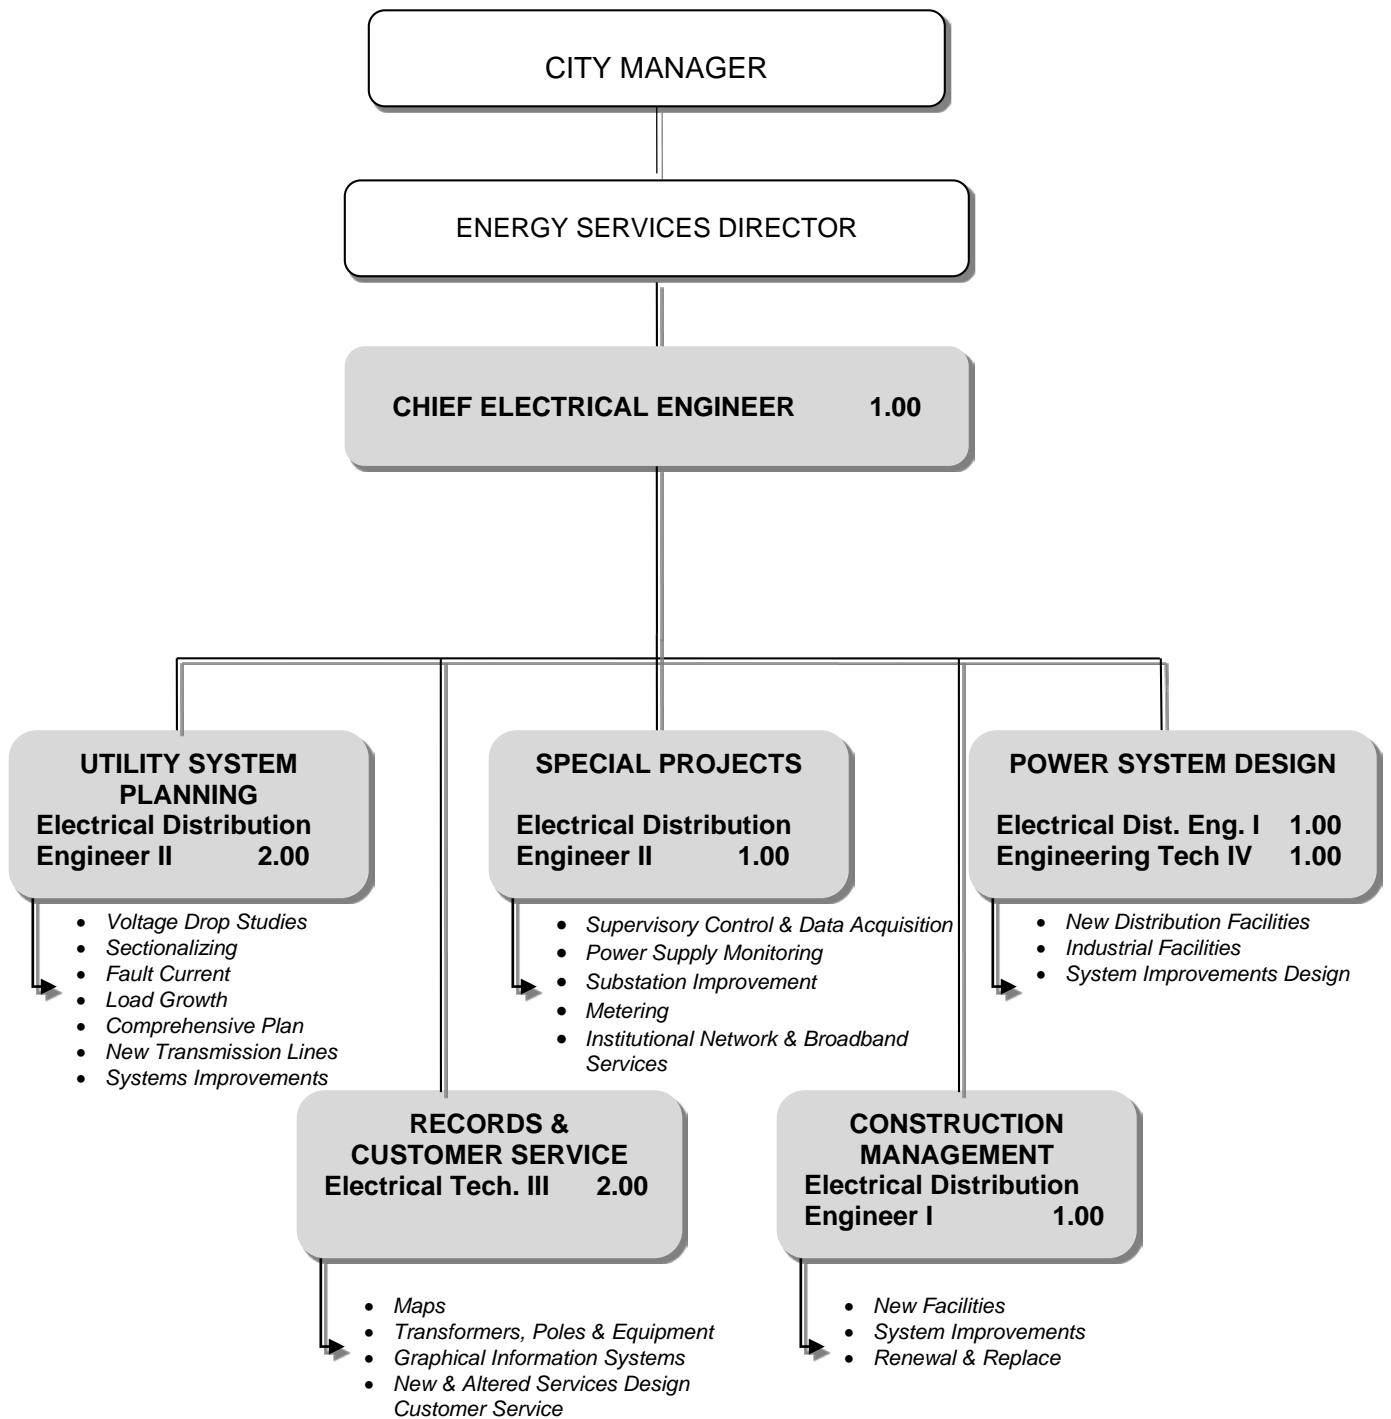 CITY MANAGER
ENERGY SERVICES DIRECTOR
CHIEF ELECTRICAL ENGINEER 1.00
UTILITY SYSTEM
PLANNING
Electrical Distribution
Engineer II 2.00
• Voltage Drop Studies
• Sectionalizing
• Fault Current
• Load Growth
• Comprehensive Plan
• New Transmission Lines
• Systems Improvements
SPECIAL PROJECTS
Electrical Distribution
Engineer II 1.00
• Supervisory Control & Data Acquisition
• Power Supply Monitoring
• Substation Improvement
• Metering
• Institutional Network & Broadband
Services
POWER SYSTEM DESIGN
Electrical Dist. Eng. I 1.00
Engineering Tech IV 1.00
• New Distribution Facilities
• Industrial Facilities
• System Improvements Design
RECORDS &
CUSTOMER SERVICE
Electrical Tech. III 2.00
• Maps
• Transformers, Poles & Equipment
• Graphical Information Systems
• New & Altered Services Design
Customer Service
CONSTRUCTION
MANAGEMENT
Electrical Distribution
Engineer I 1.00
• New Facilities
• System Improvements
• Renewal & Replace